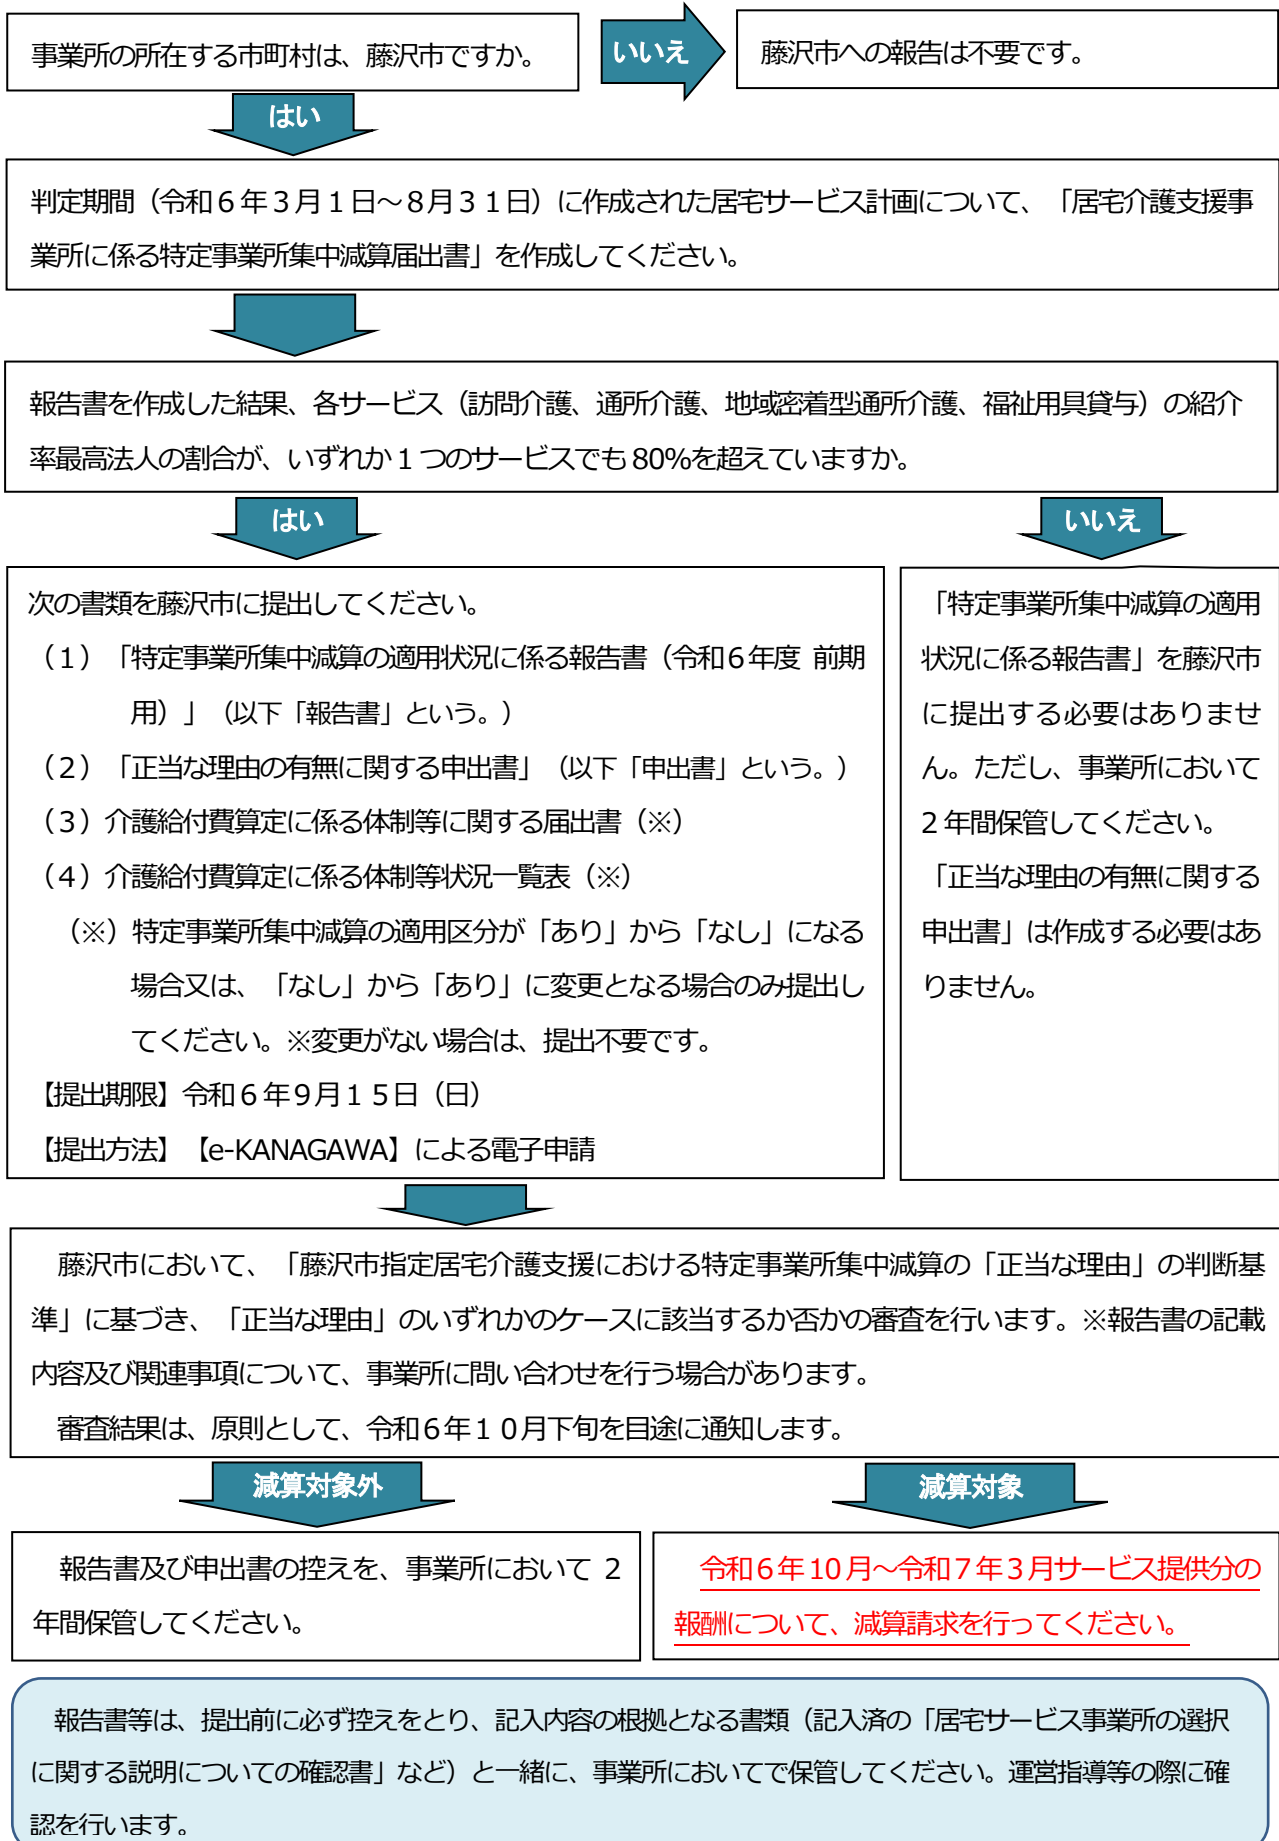 事業所の所在する市町村は、藤沢市ですか。
いいえ
藤沢市への報告は不要です。
はい
判定期間（令和６年３月１日～８月３１日）に作成された居宅サービス計画について、「居宅介護支援事
業所に係る特定事業所集中減算届出書」を作成してください。
報告書を作成した結果、各サービス（訪問介護、通所介護、地域密着型通所介護、福祉用具貸与）の紹介
率最高法人の割合が、いずれか１つのサービスでも80%を超えていますか。
はい
いいえ
次の書類を藤沢市に提出してください。
（１）「特定事業所集中減算の適用状況に係る報告書（令和６年度 前期
用）」（以下「報告書」という。）
（２）「正当な理由の有無に関する申出書」（以下「申出書」という。）
（３）介護給付費算定に係る体制等に関する届出書（※）
（４）介護給付費算定に係る体制等状況一覧表（※）
（※）特定事業所集中減算の適用区分が「あり」から「なし」になる
場合又は、「なし」から「あり」に変更となる場合のみ提出し
てください。※変更がない場合は、提出不要です。
【提出期限】令和６年９月１５日（日）
【提出方法】【e-KANAGAWA】による電子申請
「特定事業所集中減算の適用
状況に係る報告書」を藤沢市
に提出する必要はありませ
ん。ただし、事業所において
２年間保管してください。
「正当な理由の有無に関する
申出書」は作成する必要はあ
りません。
藤沢市において、「藤沢市指定居宅介護支援における特定事業所集中減算の「正当な理由」の判断基
準」に基づき、「正当な理由」のいずれかのケースに該当するか否かの審査を行います。※報告書の記載
内容及び関連事項について、事業所に問い合わせを行う場合があります。
審査結果は、原則として、令和６年１０月下旬を目途に通知します。
減算対象外
減算対象
報告書及び申出書の控えを、事業所において ２
年間保管してください。
令和６年10月～令和７年３月サービス提供分の
報酬について、減算請求を行ってください。
報告書等は、提出前に必ず控えをとり、記入内容の根拠となる書類（記入済の「居宅サービス事業所の選択
に関する説明についての確認書」など）と一緒に、事業所においてで保管してください。運営指導等の際に確
認を行います。